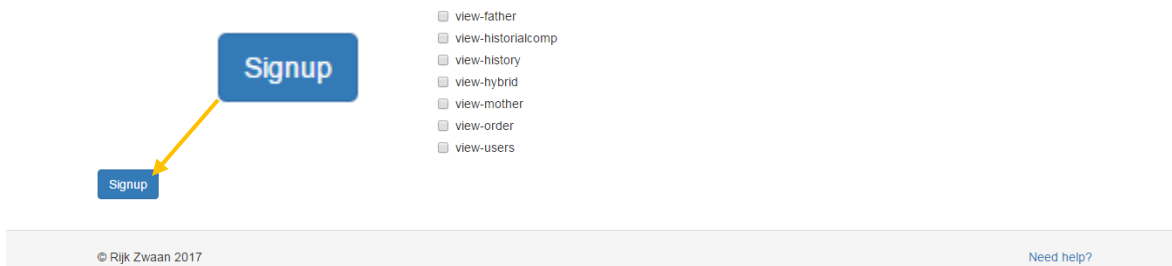 view-father
view-historialcomp
view-history
view-hybrid
view-mother
view-order
view-users
Signup
Signup
© Rijk Zwaan 2017
Need help?